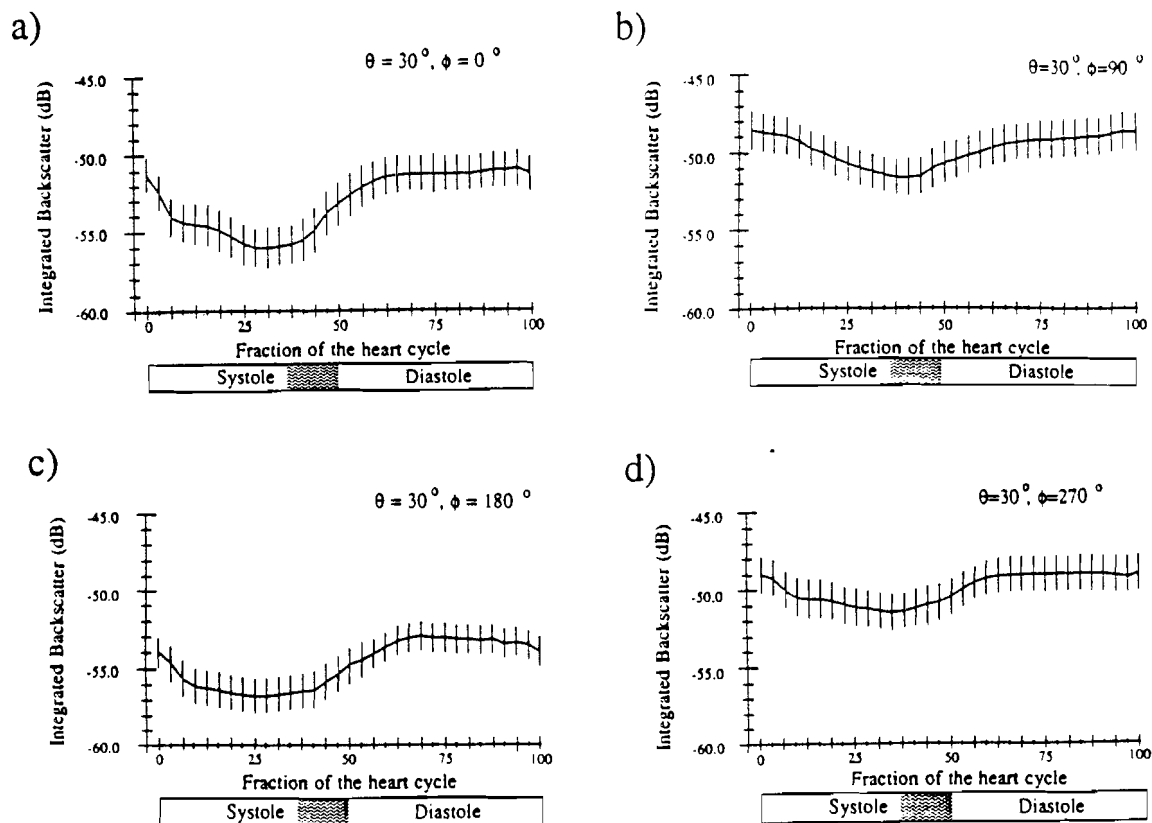 a)
θ = 30 °, ϕ = 0 °
Integrated Backscatter (dB)
-45.0
-50.0
-55.0
-60.0
0 25 50 75 100
Fraction of the heart cycle
Systole Diastole
b)
θ=30°, ϕ=90 °
Integrated Backscatter (dB)
-45.0
-50.0
-55.0
-60.0
0 25 50 75 100
Fraction of the heart cycle
Systole Diastole
c)
θ = 30 °, ϕ = 180 °
Integrated Backscatter (dB)
-45.0
-50.0
-55.0
-60.0
0 25 50 75 100
Fraction of the heart cycle
Systole Diastole
d)
θ=30°, ϕ=270 °
Integrated Backscatter (dB)
-45.0
-50.0
-55.0
-60.0
0 25 50 75 100
Fraction of the heart cycle
Systole Diastole